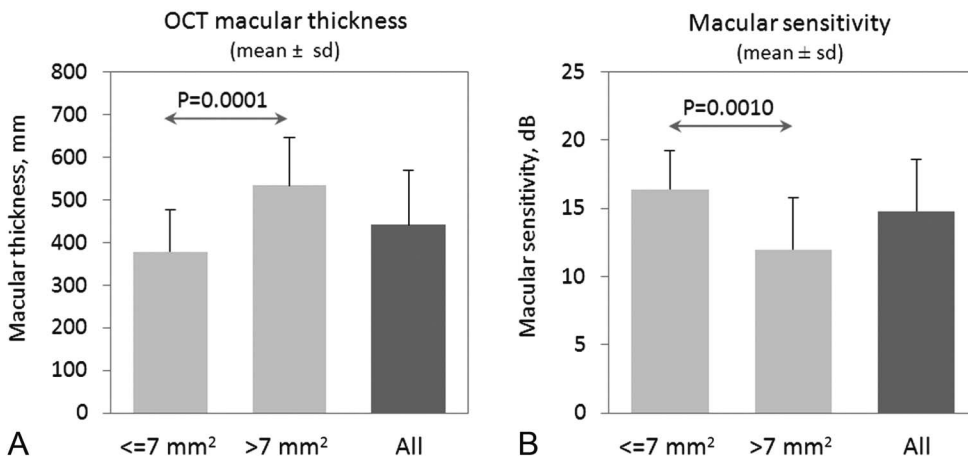 OCT macular thickness
(mean ± sd)
Macular thickness, mm
800
700
600
500
400
300
200
100
0
P=0.0001
<=7 mm²
>7 mm²
All
A
Macular sensitivity
(mean ± sd)
Macular sensitivity, dB
25
20
15
10
5
0
P=0.0010
<=7 mm²
>7 mm²
All
B